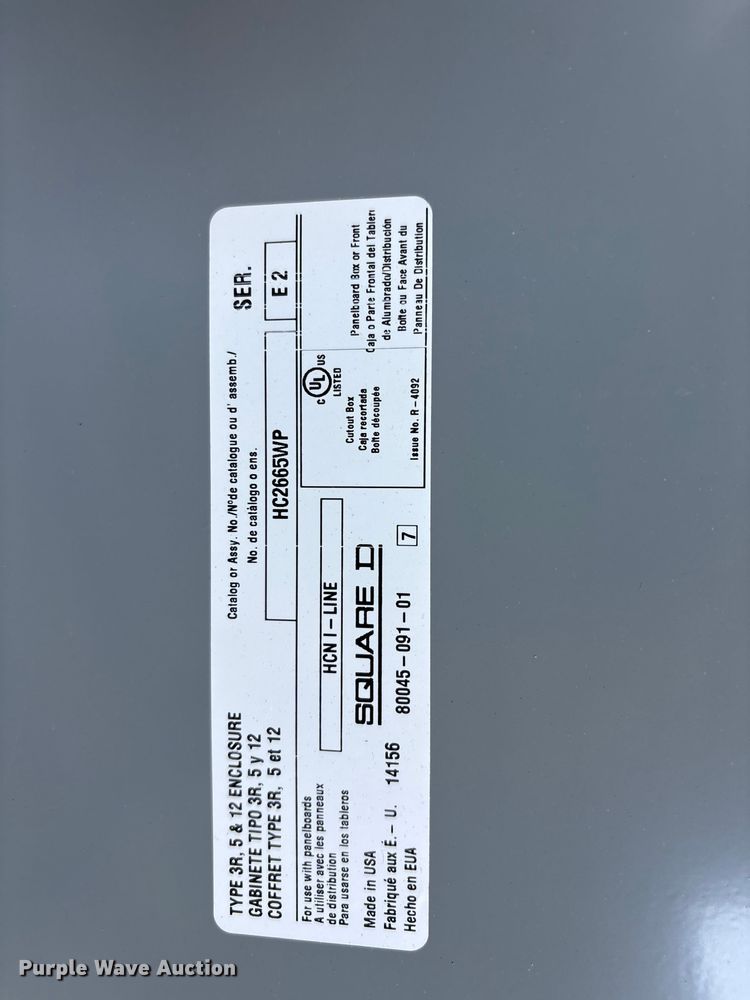 TYPE 3R, 5 & 12 ENCLOSURE
GABINETE TIPO 3R, 5 y 12
COFFRET TYPE 3R, 5 et 12
Catalog or Assy. No./Nºde catalogue ou d' assemb./
No. de catálogo o ens.
SER.
HC2665WP
E 2
For use with panelboards
A utiliser avec les panneaux
de distribution
Para usarse en los tableros
HCN I-LINE
Made in USA
Fabriqué aux É.- U.
Hecho en EUA
14156
SQUARE D
80045-091-01
7
C UL US
LISTED
Cutout Box
Caja recortada
Boîte découpée
Issue No. R-4092
Panelboard Box or Front
Caja o Parte Frontal del Tablero
de Alumbrado/Distribución
Boîte ou Face Avant du
Panneau De Distribution
Purple Wave Auction